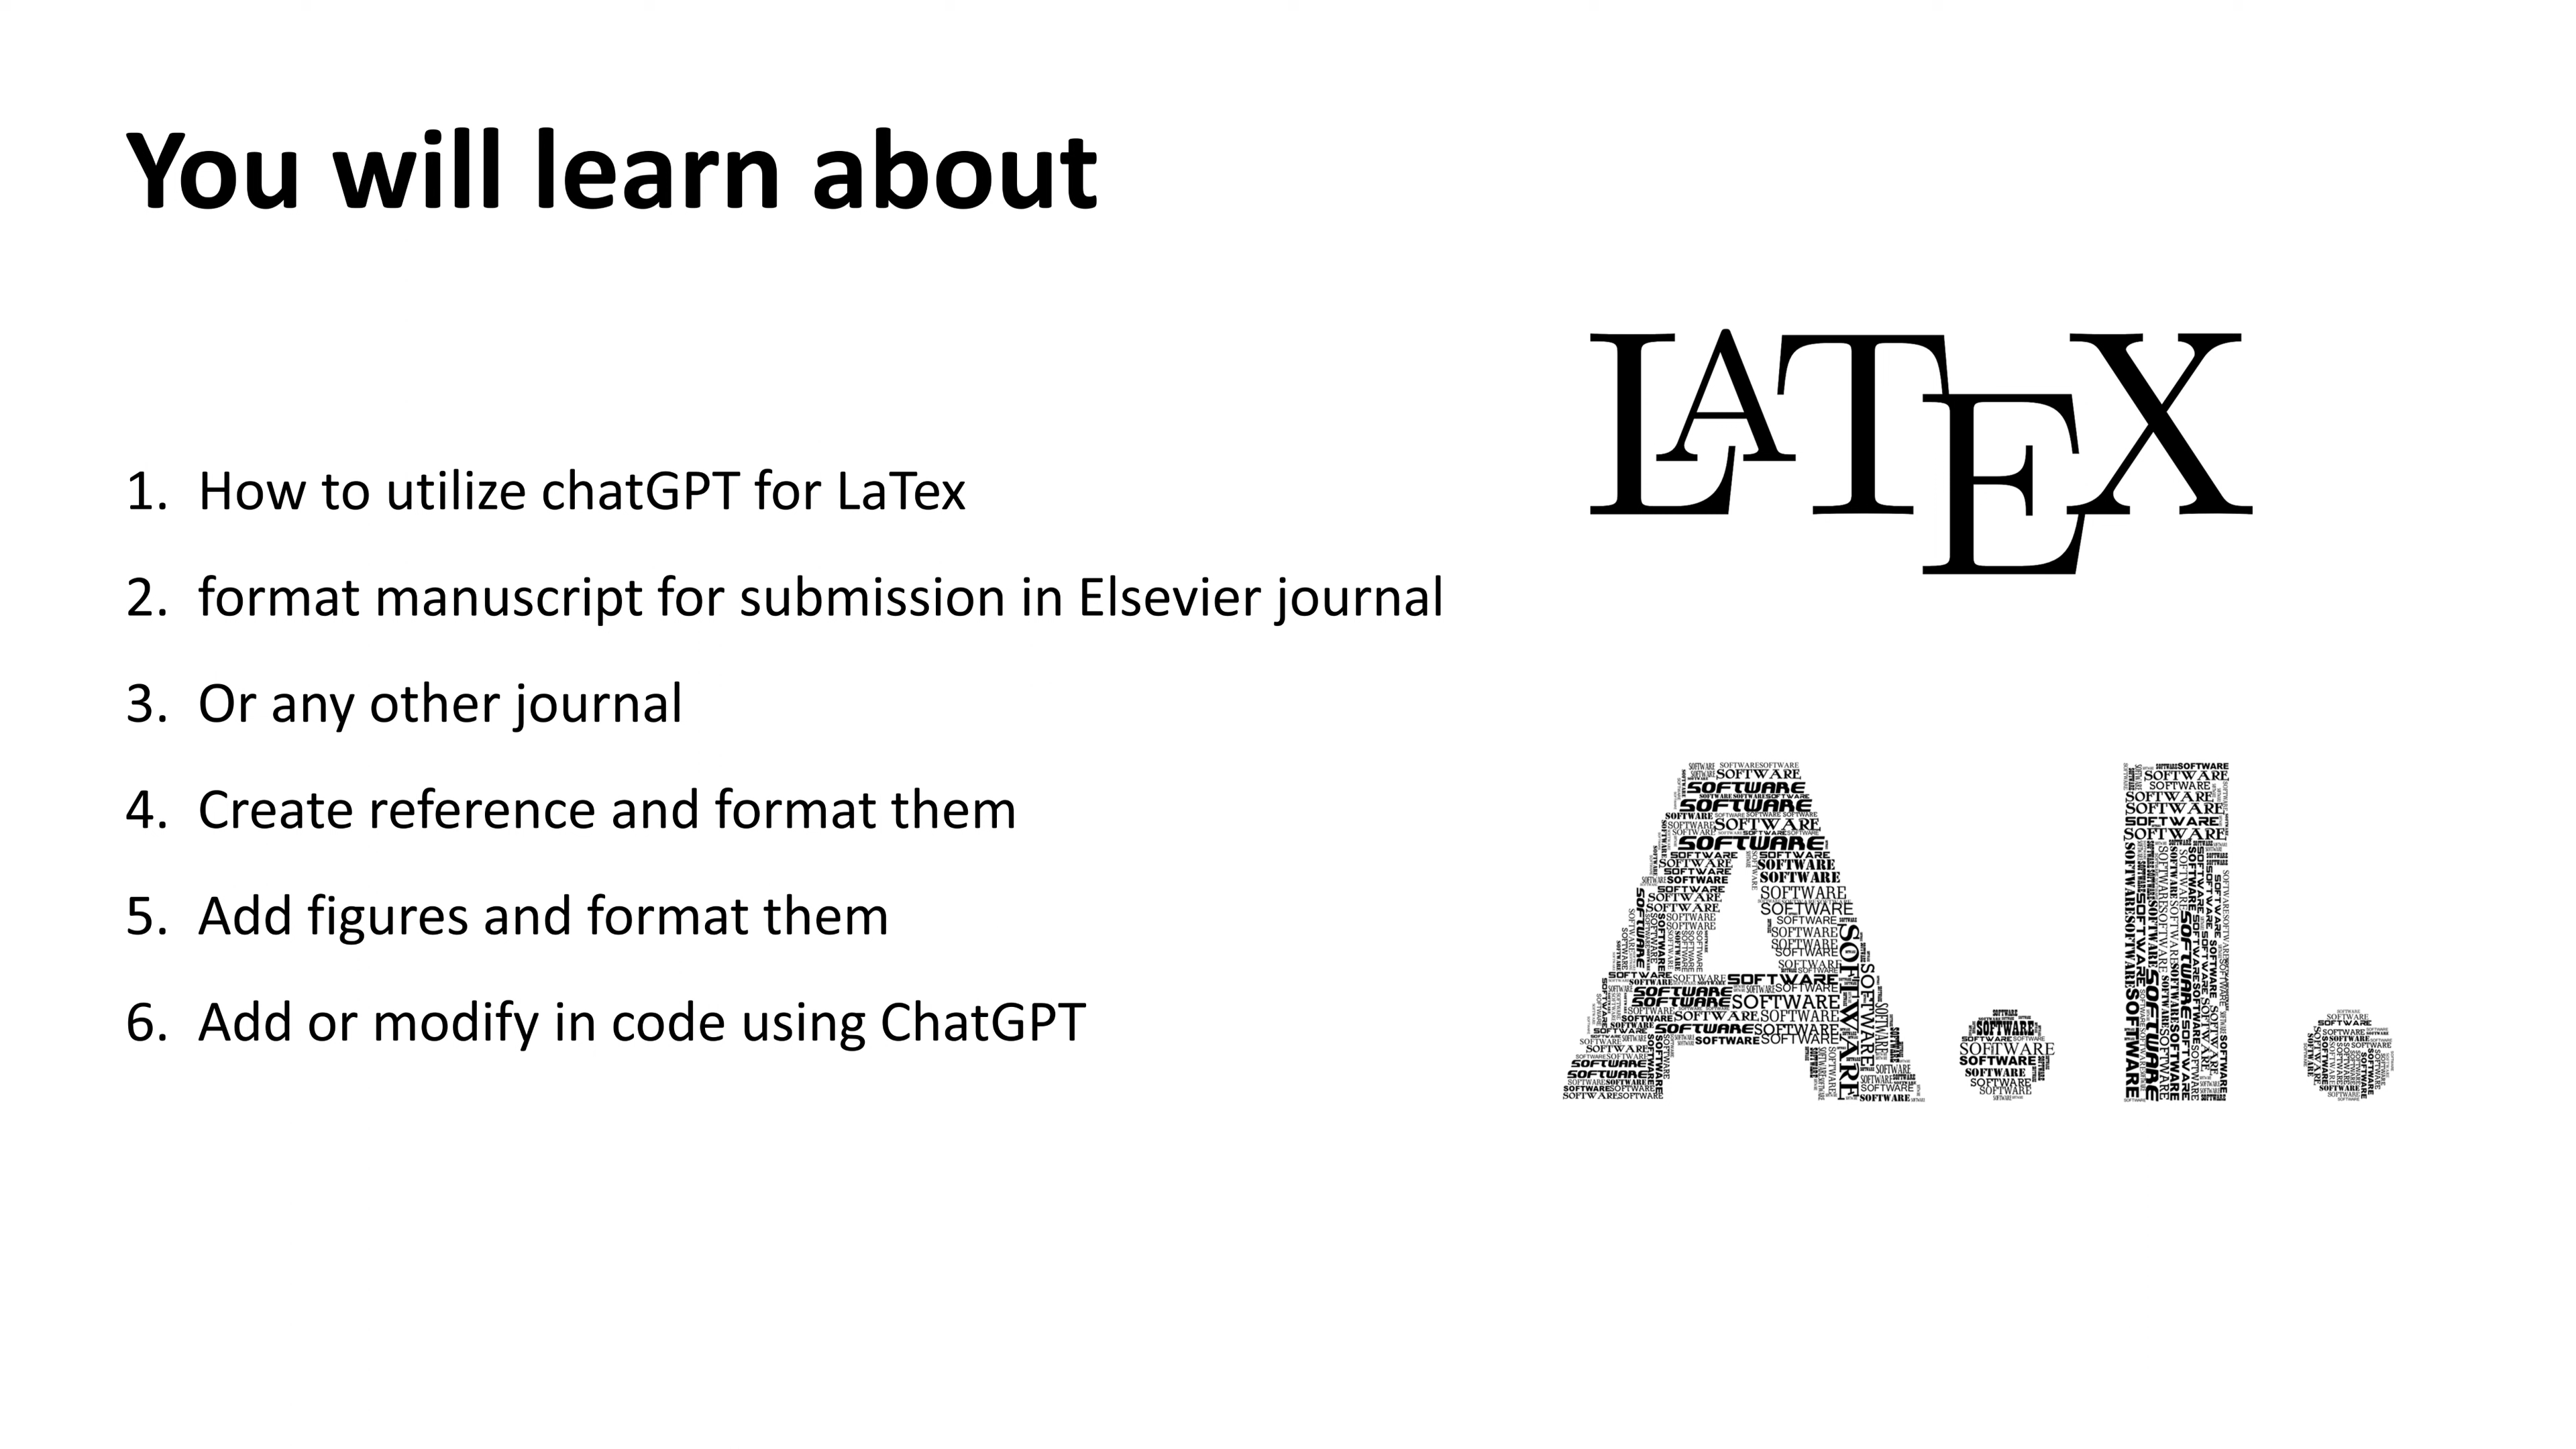 You will learn about
1. How to utilize chatGPT for LaTex
2. format manuscript for submission in Elsevier journal
3. Or any other journal
4. Create reference and format them
5. Add figures and format them
6. Add or modify in code using ChatGPT
LATEX
A.I.